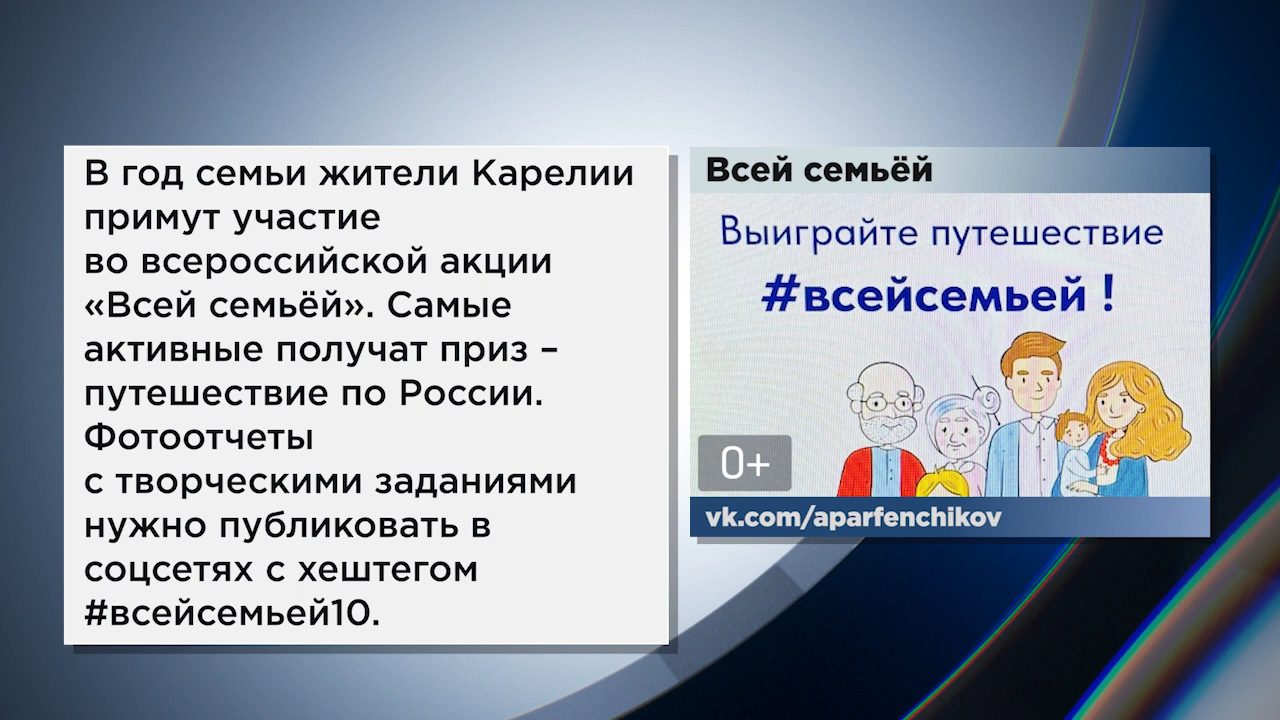 В год семьи жители Карелии
примут участие
во всероссийской акции
«Всей семьёй». Самые
активные получат приз –
путешествие по России.
Фотоотчеты
с творческими заданиями
нужно публиковать в
соцсетях с хештегом
#всейсемьей10.
Всей семьёй
Выиграйте путешествие
#всейсемьей !
0+
vk.com/aparfenchikov